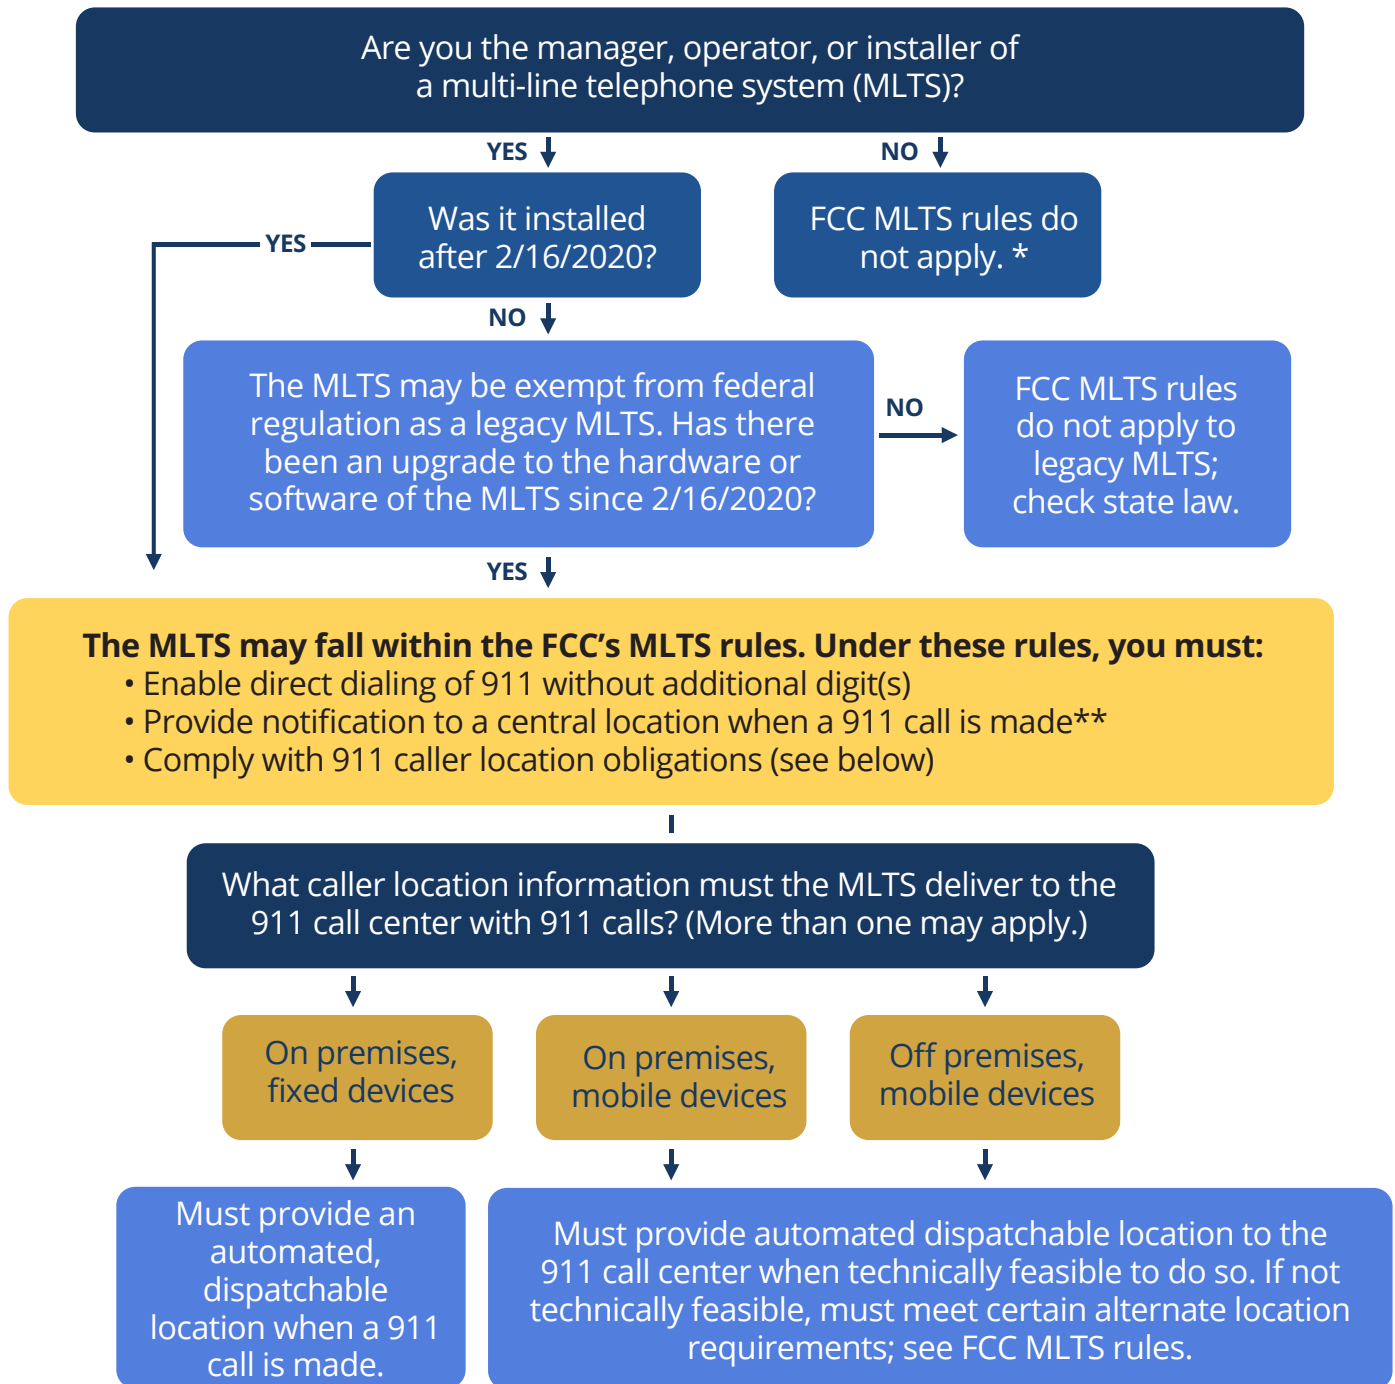 Are you the manager, operator, or installer of
a multi-line telephone system (MLTS)?
YES
NO
Was it installed
after 2/16/2020?
FCC MLTS rules do
not apply. *
YES
NO
The MLTS may be exempt from federal
regulation as a legacy MLTS. Has there
been an upgrade to the hardware or
software of the MLTS since 2/16/2020?
NO
FCC MLTS rules
do not apply to
legacy MLTS;
check state law.
YES
The MLTS may fall within the FCC’s MLTS rules. Under these rules, you must:
• Enable direct dialing of 911 without additional digit(s)
• Provide notification to a central location when a 911 call is made**
• Comply with 911 caller location obligations (see below)
What caller location information must the MLTS deliver to the
911 call center with 911 calls? (More than one may apply.)
On premises,
fixed devices
On premises,
mobile devices
Off premises,
mobile devices
Must provide an
automated,
dispatchable
location when a 911
call is made.
Must provide automated dispatchable location to the
911 call center when technically feasible to do so. If not
technically feasible, must meet certain alternate location
requirements; see FCC MLTS rules.